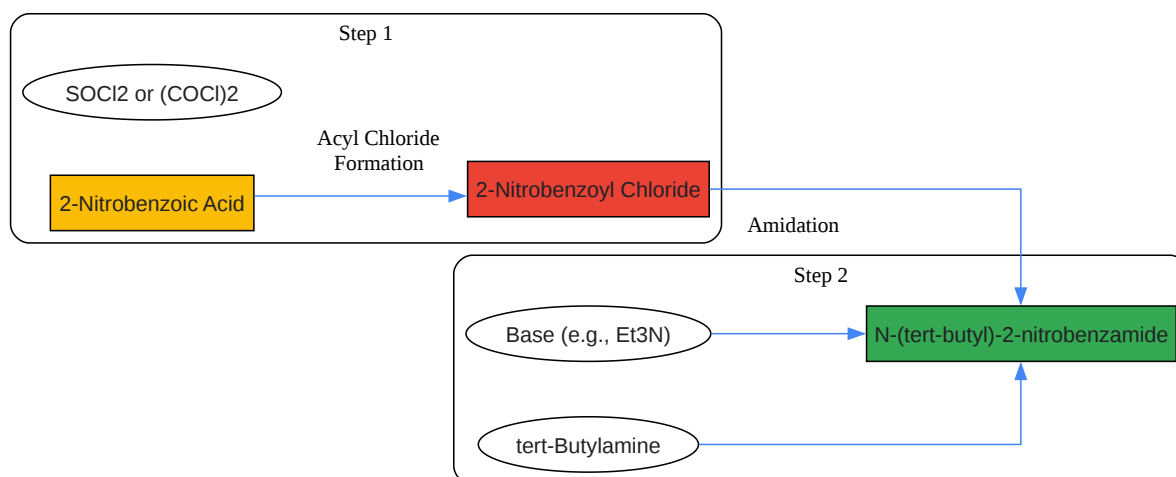 Step 1
SOCl2 or (COCl)2
Acyl Chloride
Formation
2-Nitrobenzoic Acid
2-Nitrobenzoyl Chloride
Amidation
Step 2
Base (e.g., Et3N)
N-(tert-butyl)-2-nitrobenzamide
tert-Butylamine